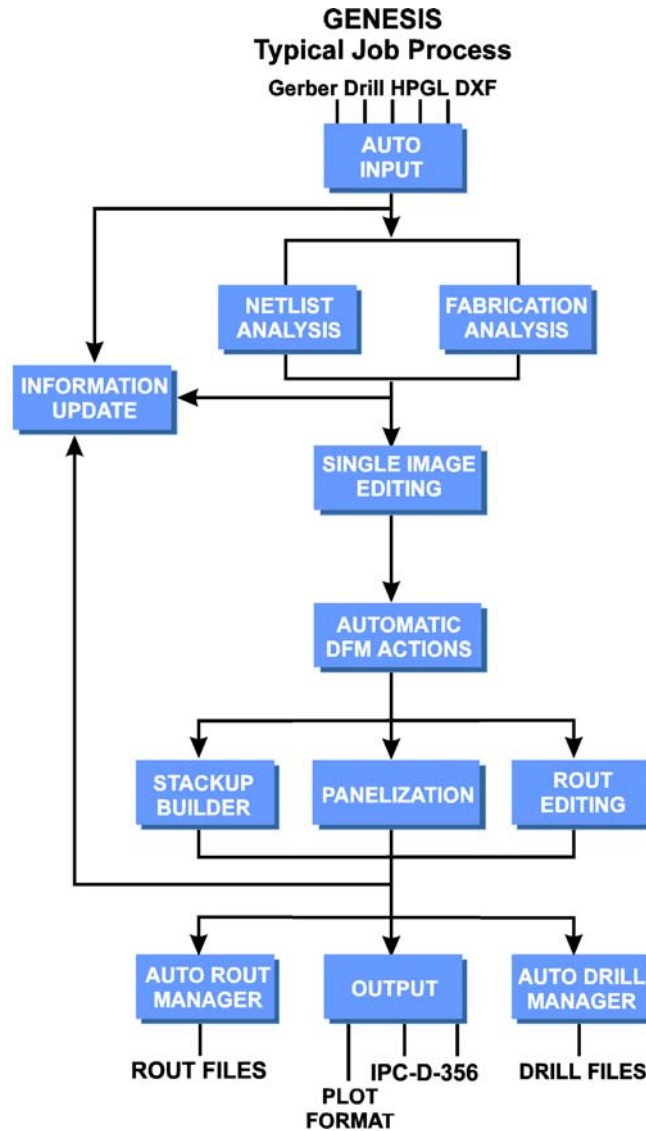 GENESIS
Typical Job Process
Gerber Drill HPGL DXF
AUTO
INPUT
NETLIST
ANALYSIS
FABRICATION
ANALYSIS
INFORMATION
UPDATE
SINGLE IMAGE
EDITING
AUTOMATIC
DFM ACTIONS
STACKUP
BUILDER
PANELIZATION
ROUT
EDITING
AUTO ROUT
MANAGER
OUTPUT
AUTO DRILL
MANAGER
ROUT FILES
IPC-D-356
DRILL FILES
PLOT
FORMAT